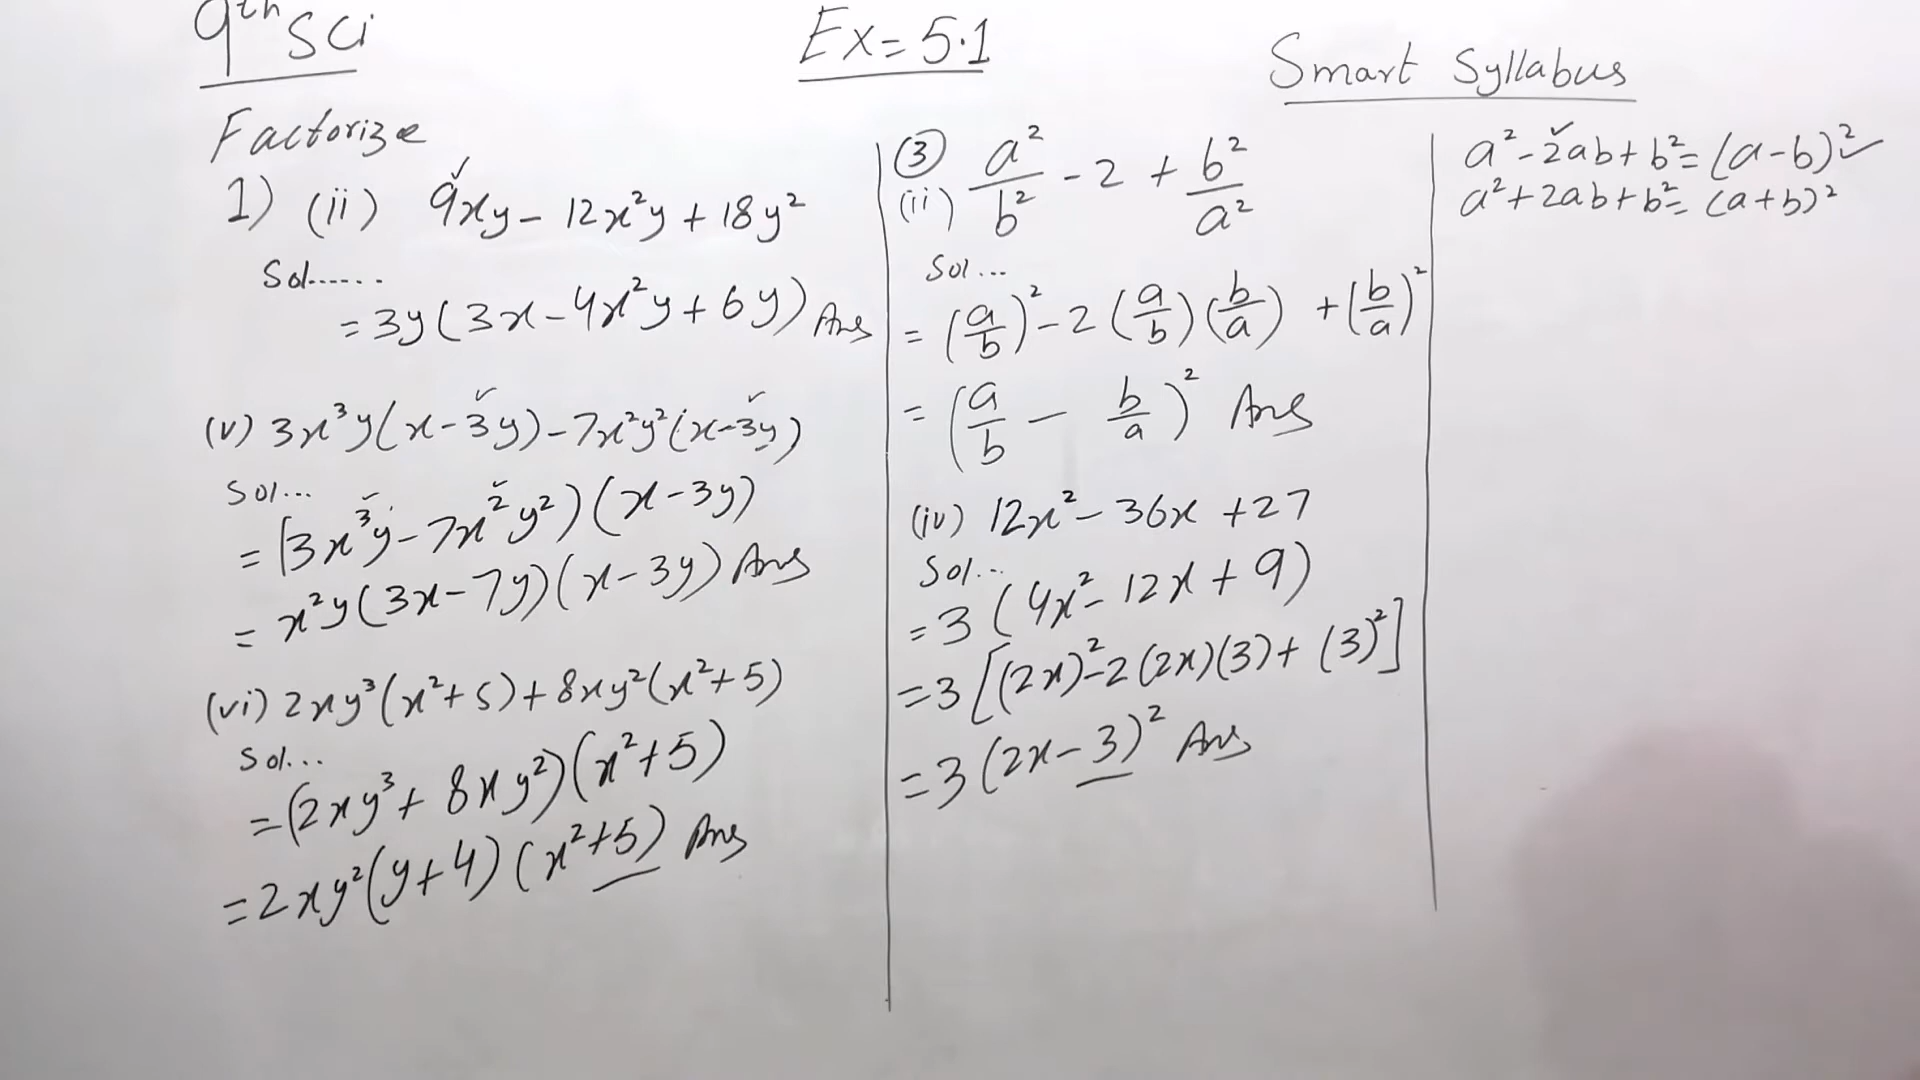 9th Sci
Ex= 5.1
Smart Syllabus
Factorize
1) (ii) 9xy - 12x²y + 18y²
Sol......
= 3y(3x - 4x²y + 6y) Ans
(v) 3x³y(x - 3y) - 7x²y²(x - 3y)
Sol...
= (3x³y - 7x²y²)(x - 3y)
= x²y(3x - 7y)(x - 3y) Ans
(vi) 2xy³(x² + 5) + 8xy²(x² + 5)
Sol...
= (2xy³ + 8xy²)(x² + 5)
= 2xy²(y + 4)(x² + 5) Ans
(3) (ii) a²/b² - 2 + b²/a²
Sol...
= (a/b)² - 2(a/b)(b/a) + (b/a)²
= (a/b - b/a)² Ans
(iv) 12x² - 36x + 27
Sol...
= 3(4x² - 12x + 9)
= 3[(2x)² - 2(2x)(3) + (3)²]
= 3(2x - 3)² Ans
a² - 2ab + b² = (a - b)²
a² + 2ab + b² = (a + b)²